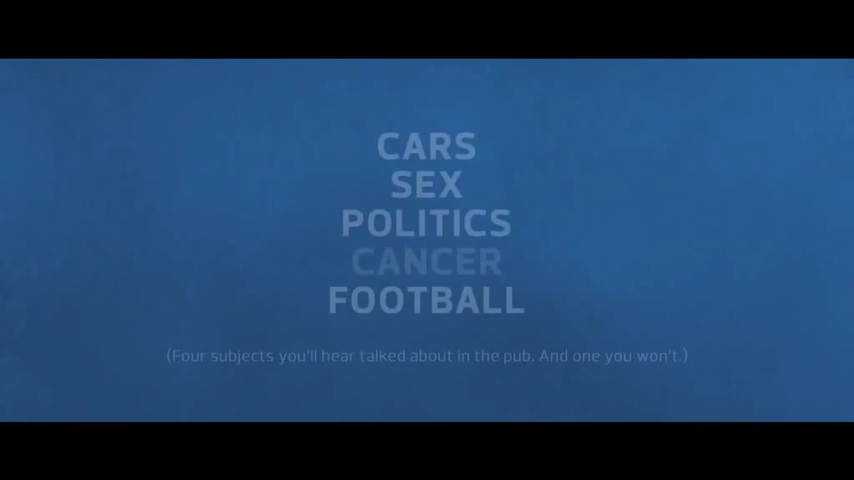 CARS
SEX
POLITICS
CANCER
FOOTBALL
(Four subjects you'll hear talked about in the pub. And one you won't.)